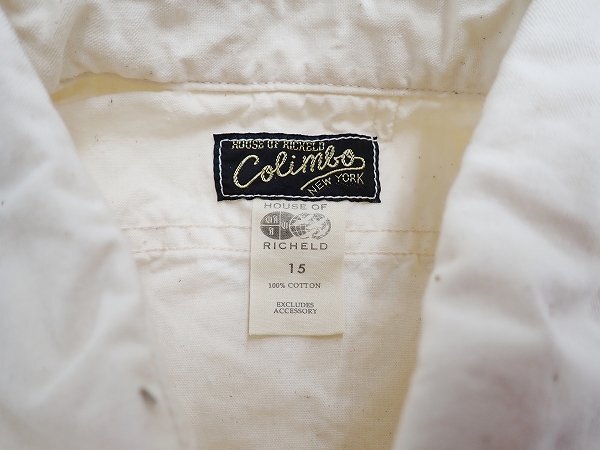 HOUSE OF RICHELD
Colimbo
NEW YORK
HOUSE OF
RICHELD
15
100% COTTON
EXCLUDES
ACCESSORY